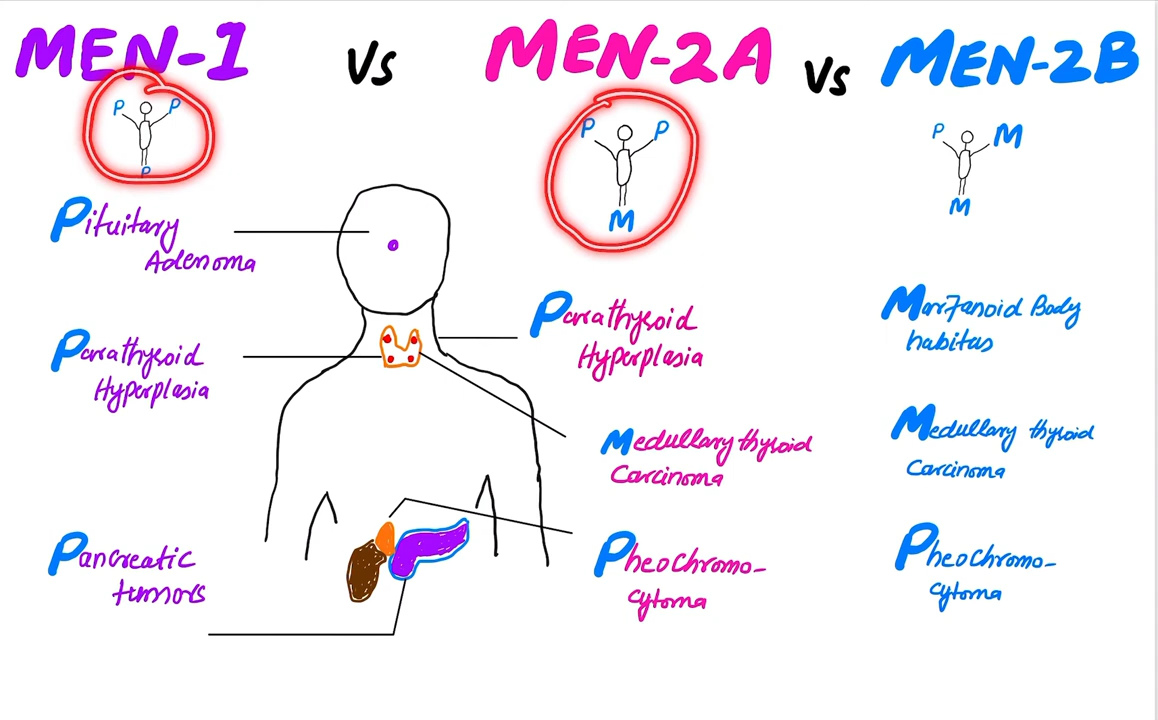 MEN-1
Vs
MEN-2A
vs
MEN-2B
P P
P
P P
M
P M
M
Pituitary
Adenoma
Parathyroid
Hyperplasia
Pancreatic
tumors
Parathyroid
Hyperplasia
Medullary thyroid
Carcinoma
Pheochromo-
cytoma
Marfanoid Body
habitus
Medullary thyroid
Carcinoma
Pheochromo-
cytoma